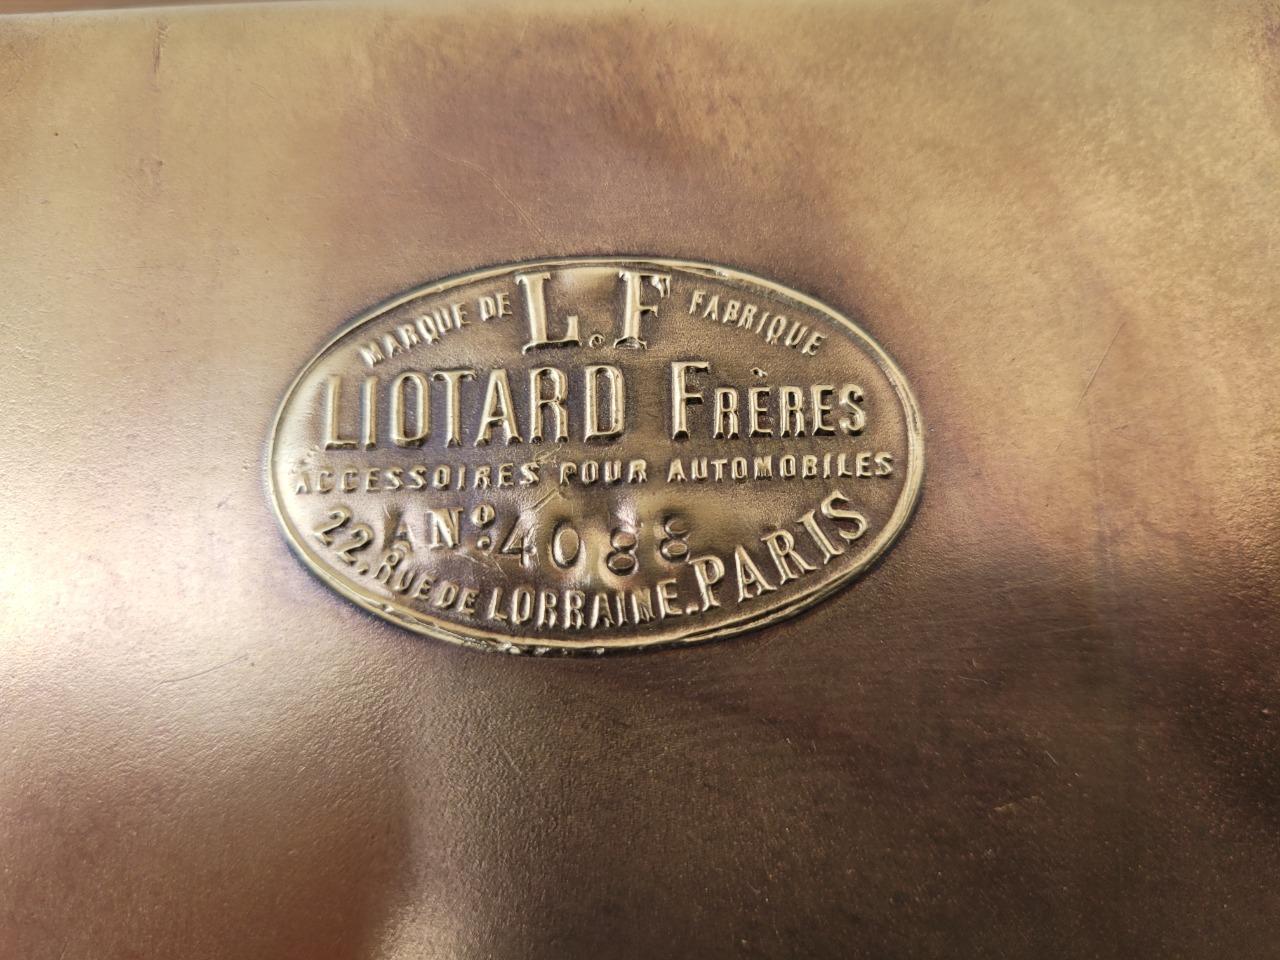 MARQUE DE L.F FABRIQUE
LIOTARD FRÈRES
ACCESSOIRES POUR AUTOMOBILES
A Nº: 4088
22, RUE DE LORRAINE. PARIS